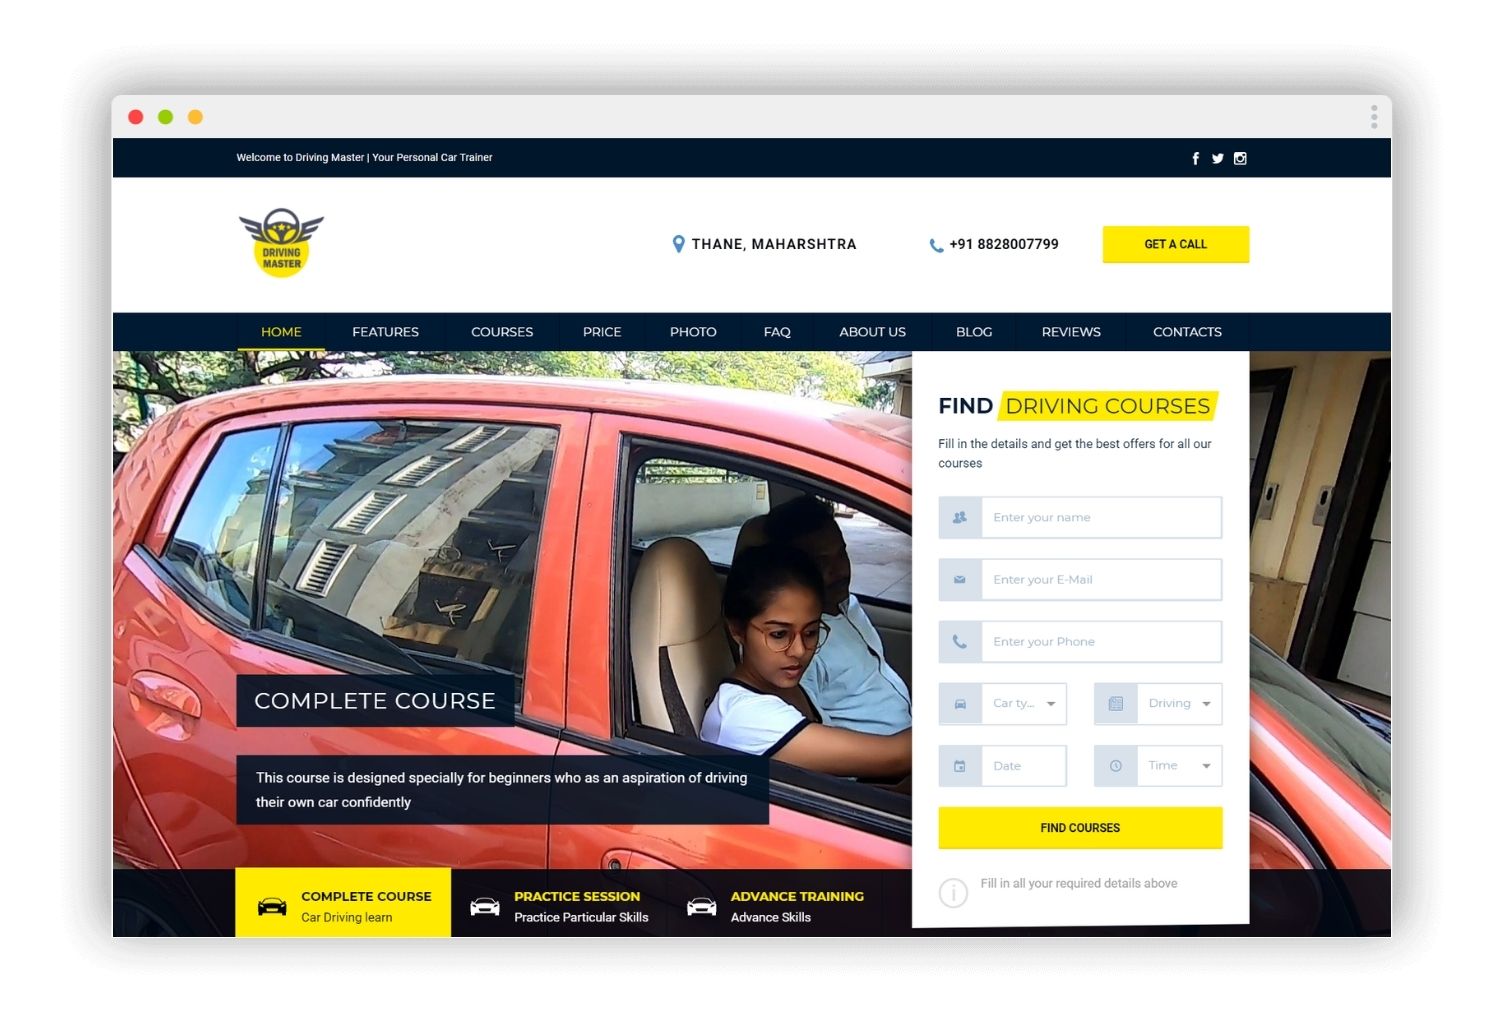 Welcome to Driving Master | Your Personal Car Trainer
DRIVING
MASTER
THANE, MAHARSHTRA
+91 8828007799
GET A CALL
HOME
FEATURES
COURSES
PRICE
PHOTO
FAQ
ABOUT US
BLOG
REVIEWS
CONTACTS
FIND DRIVING COURSES
Fill in the details and get the best offers for all our
courses
Enter your name
Enter your E-Mail
Enter your Phone
Car ty...
Driving
Date
Time
FIND COURSES
Fill in all your required details above
COMPLETE COURSE
This course is designed specially for beginners who as an aspiration of driving
their own car confidently
COMPLETE COURSE
Car Driving learn
PRACTICE SESSION
Practice Particular Skills
ADVANCE TRAINING
Advance Skills